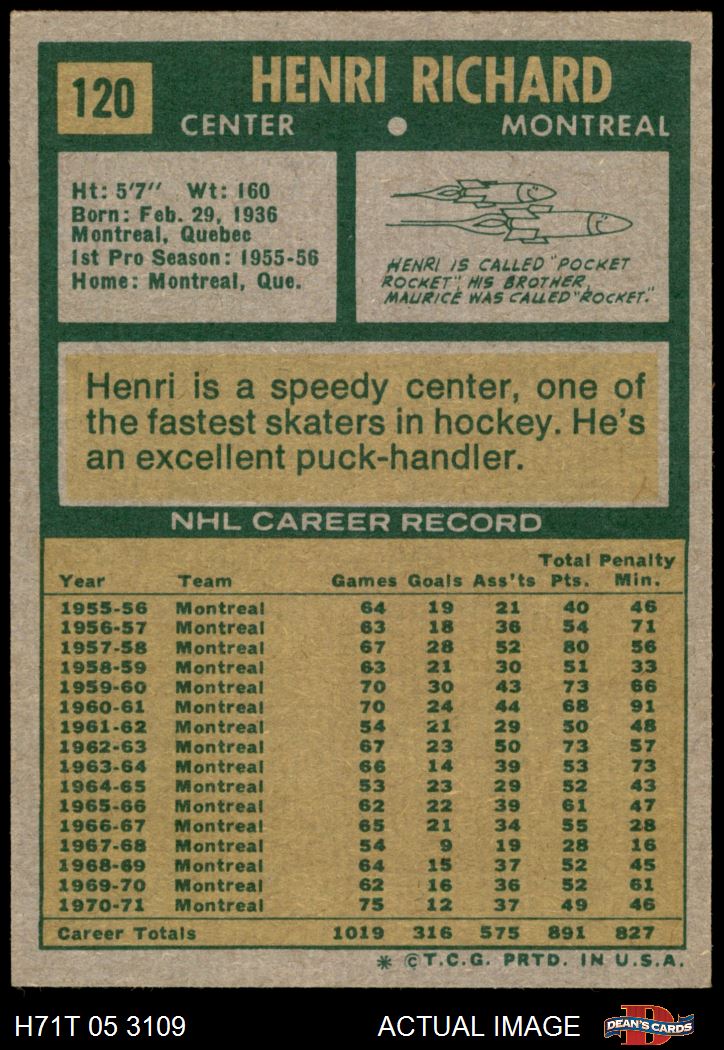 120
HENRI RICHARD
CENTER • MONTREAL
Ht: 5'7" Wt: 160
Born: Feb. 29, 1936
Montreal, Quebec
1st Pro Season: 1955-56
Home: Montreal, Que.
HENRI IS CALLED "POCKET
ROCKET", HIS BROTHER,
MAURICE WAS CALLED "ROCKET."
Henri is a speedy center, one of
the fastest skaters in hockey. He's
an excellent puck-handler.
NHL CAREER RECORD
Total Penalty
Year Team Games Goals Ass'ts Pts. Min.
1955-56 Montreal 64 19 21 40 46
1956-57 Montreal 63 18 36 54 71
1957-58 Montreal 67 28 52 80 56
1958-59 Montreal 63 21 30 51 33
1959-60 Montreal 70 30 43 73 66
1960-61 Montreal 70 24 44 68 91
1961-62 Montreal 54 21 29 50 48
1962-63 Montreal 67 23 50 73 57
1963-64 Montreal 66 14 39 53 73
1964-65 Montreal 53 23 29 52 43
1965-66 Montreal 62 22 39 61 47
1966-67 Montreal 65 21 34 55 28
1967-68 Montreal 54 9 19 28 16
1968-69 Montreal 64 15 37 52 45
1969-70 Montreal 62 16 36 52 61
1970-71 Montreal 75 12 37 49 46
Career Totals 1019 316 575 891 827
* ©T.C.G. PRTD. IN U.S.A.
H71T 05 3109 ACTUAL IMAGE
D
DEAN'S CARDS